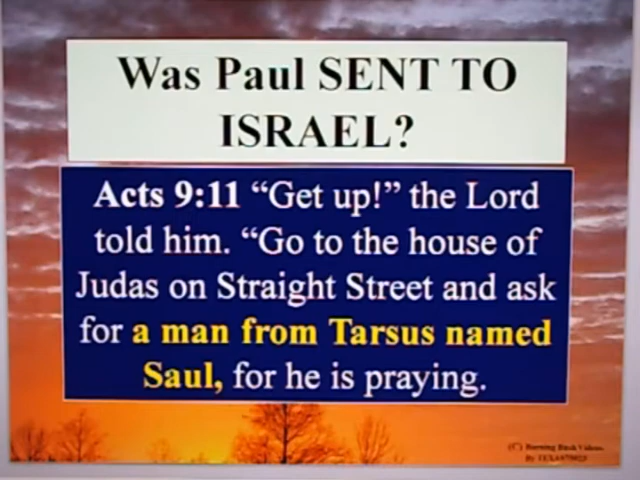 Was Paul SENT TO
ISRAEL?
Acts 9:11 “Get up!” the Lord
told him. “Go to the house of
Judas on Straight Street and ask
for a man from Tarsus named
Saul, for he is praying.
(C) Burning Bush Videos